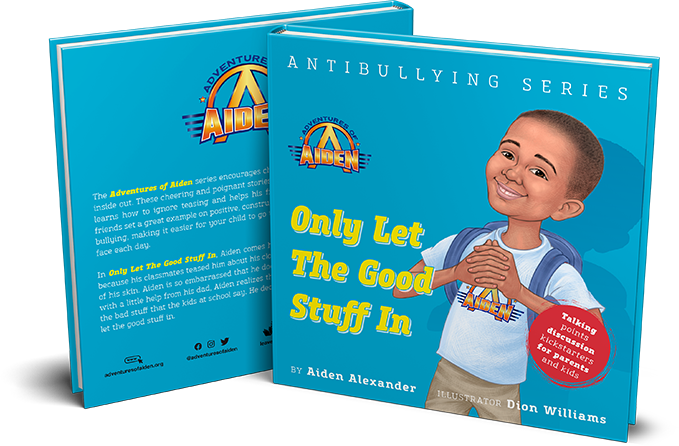 ADVENTURES OF
AIDEN
The Adventures of Aiden series encourages
inside out. These cheering and poignant stories
learns how to ignore teasing and helps his
friends set a great example on positive,
bullying, making it easier for your child to go
face each day.
In Only Let The Good Stuff In, Aiden comes
because his classmates teased him about his
of his skin. Aiden is so embarrassed that he
with a little help from his dad, Aiden realizes
the bad stuff that the kids at school say. He
let the good stuff in.
adventuresofaiden.org
@adventuresofaiden
ANTIBULLYING SERIES
ADVENTURES OF
AIDEN
Only Let
The Good
Stuff In
AIDEN
Talking
points
discussion
kickstarters
for parents
and kids
BY Aiden Alexander
ILLUSTRATOR Dion Williams